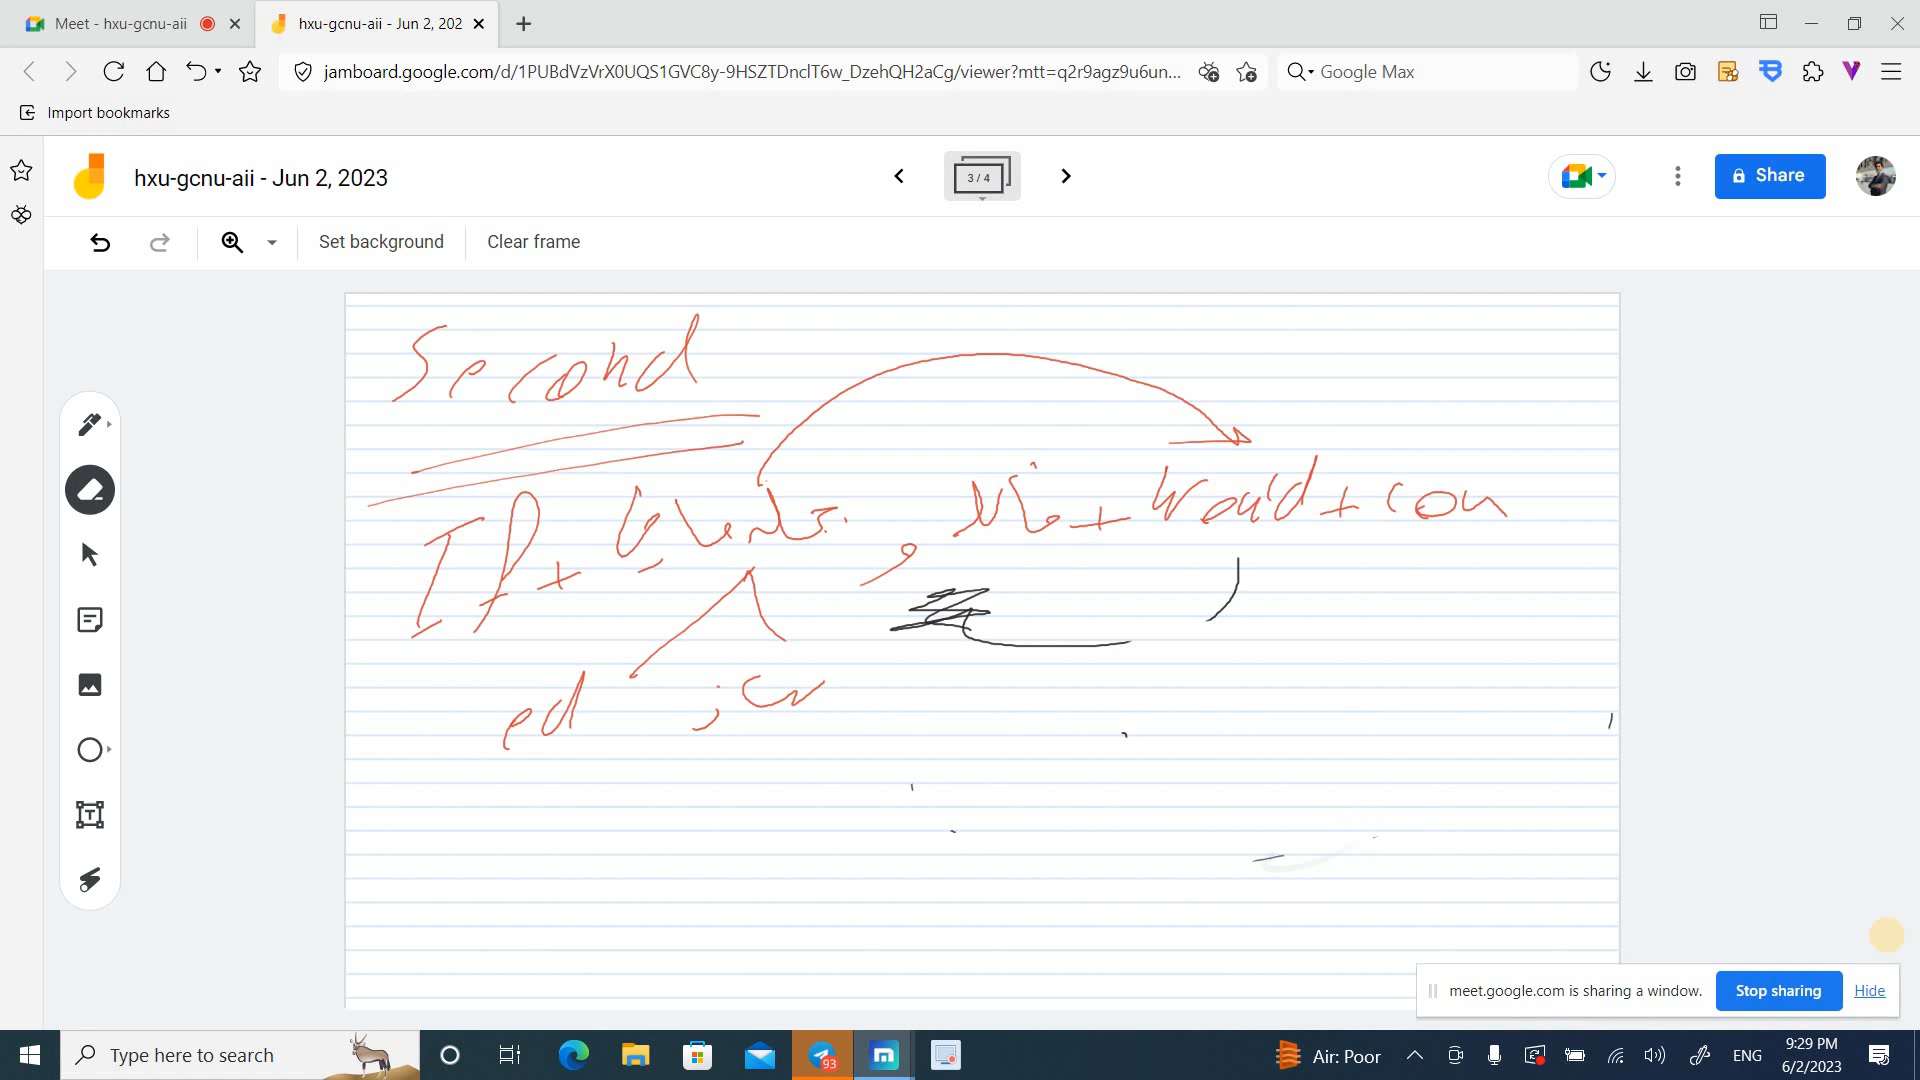 Meet - hxu-gcnu-aii
hxu-gcnu-aii - Jun 2, 202
jamboard.google.com/d/1PUBdVzVrX0UQS1GVC8y-9HSZTDnclT6w_DzehQH2aCg/viewer?mtt=q2r9agz9u6un...
Google Max
Import bookmarks
hxu-gcnu-aii - Jun 2, 2023
3 / 4
Share
Set background
Clear frame
Second
If +
+ would +
ed
meet.google.com is sharing a window.
Stop sharing
Hide
Type here to search
93
Air: Poor
ENG
9:29 PM
6/2/2023